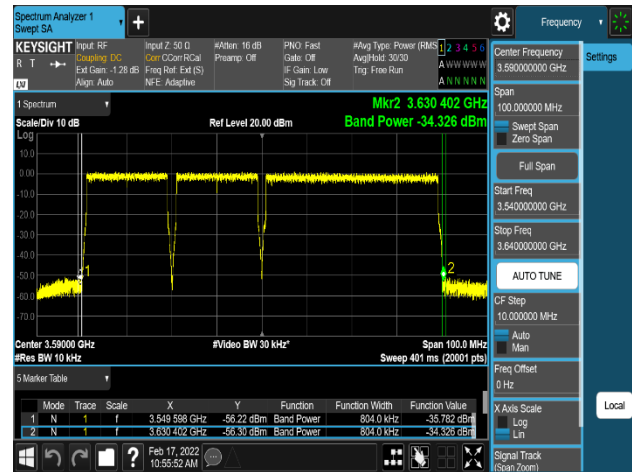 Spectrum Analyzer 1
Swept SA
Frequency
KEYSIGHT
R T
LXI
Input: RF
Coupling: DC
Ext Gain: -1.28 dB
Align: Auto
Input Z: 50 Ω
Corr CCorr RCal
Freq Ref: Ext (S)
NFE: Adaptive
#Atten: 16 dB
Preamp: Off
PNO: Fast
Gate: Off
IF Gain: Low
Sig Track: Off
#Avg Type: Power (RMS
Avg|Hold: 30/30
Trig: Free Run
1 2 3 4 5 6
A W W W W W
A N N N N N
Center Frequency
3.590000000 GHz
Settings
Span
100.000000 MHz
Swept Span
Zero Span
Full Span
Start Freq
3.540000000 GHz
Stop Freq
3.640000000 GHz
AUTO TUNE
CF Step
10.000000 MHz
Auto
Man
Freq Offset
0 Hz
X Axis Scale
Log
Lin
Local
Signal Track
(Span Zoom)
1 Spectrum
Scale/Div 10 dB
Ref Level 20.00 dBm
Mkr2 3.630 402 GHz
Band Power -34.326 dBm
Log
10.0
0.00
-10.0
-20.0
-30.0
-40.0
-50.0
-60.0
-70.0
1
2
Center 3.59000 GHz
#Video BW 30 kHz*
Span 100.0 MHz
#Res BW 10 kHz
Sweep 401 ms (20001 pts)
5 Marker Table
Mode Trace Scale X Y Function Function Width Function Value
1 N 1 3.549 598 GHz -56.22 dBm Band Power 804.0 kHz -35.782 dBm
2 N 1 3.630 402 GHz -56.30 dBm Band Power 804.0 kHz -34.326 dBm
?
Feb 17, 2022
10:55:52 AM